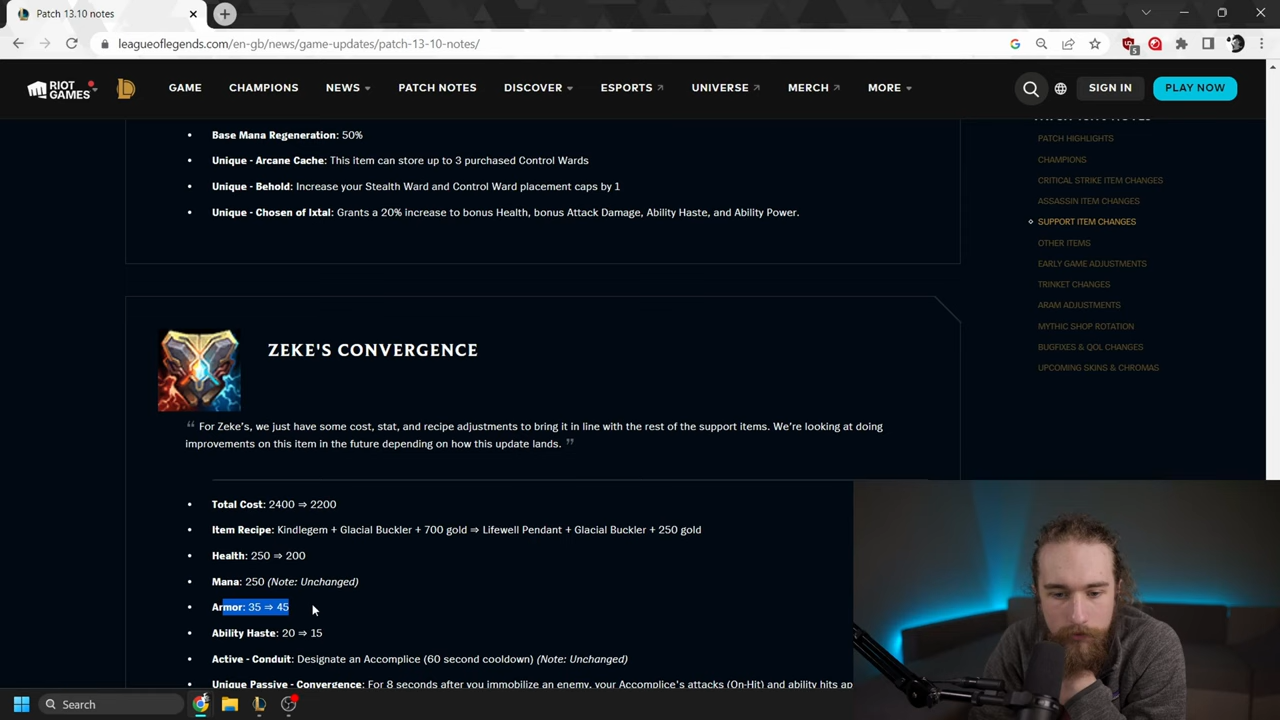 Patch 13.10 notes
leagueoflegends.com/en-gb/news/game-updates/patch-13-10-notes/
5
RIOT GAMES
GAME
CHAMPIONS
NEWS
PATCH NOTES
DISCOVER
ESPORTS
UNIVERSE
MERCH
MORE
SIGN IN
PLAY NOW
• Base Mana Regeneration: 50%
• Unique - Arcane Cache: This item can store up to 3 purchased Control Wards
• Unique - Behold: Increase your Stealth Ward and Control Ward placement caps by 1
• Unique - Chosen of Ixtal: Grants a 20% increase to bonus Health, bonus Attack Damage, Ability Haste, and Ability Power.
ZEKE'S CONVERGENCE
“ For Zeke’s, we just have some cost, stat, and recipe adjustments to bring it in line with the rest of the support items. We’re looking at doing
improvements on this item in the future depending on how this update lands. ”
• Total Cost: 2400 ⇒ 2200
• Item Recipe: Kindlegem + Glacial Buckler + 700 gold ⇒ Lifewell Pendant + Glacial Buckler + 250 gold
• Health: 250 ⇒ 200
• Mana: 250 (Note: Unchanged)
• Armor: 35 ⇒ 45
• Ability Haste: 20 ⇒ 15
• Active - Conduit: Designate an Accomplice (60 second cooldown) (Note: Unchanged)
• Unique Passive - Convergence: For 8 seconds after you immobilize an enemy, your Accomplice's attacks (On-Hit) and ability hits ap
PATCH HIGHLIGHTS
CHAMPIONS
CRITICAL STRIKE ITEM CHANGES
ASSASSIN ITEM CHANGES
SUPPORT ITEM CHANGES
OTHER ITEMS
EARLY GAME ADJUSTMENTS
TRINKET CHANGES
ARAM ADJUSTMENTS
MYTHIC SHOP ROTATION
BUGFIXES & QOL CHANGES
UPCOMING SKINS & CHROMAS
Search